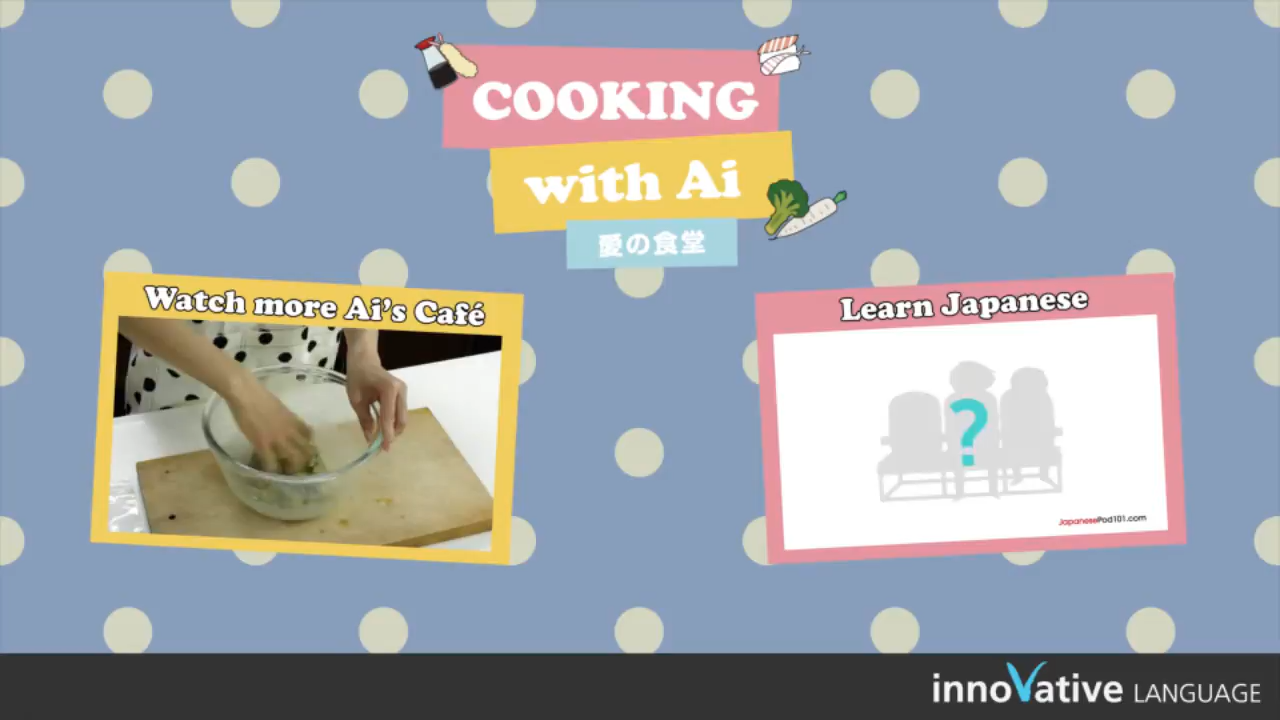 COOKING
with Ai
愛の食堂
Watch more Ai's Café
Learn Japanese
?
JapanesePod101.com
innoVative LANGUAGE